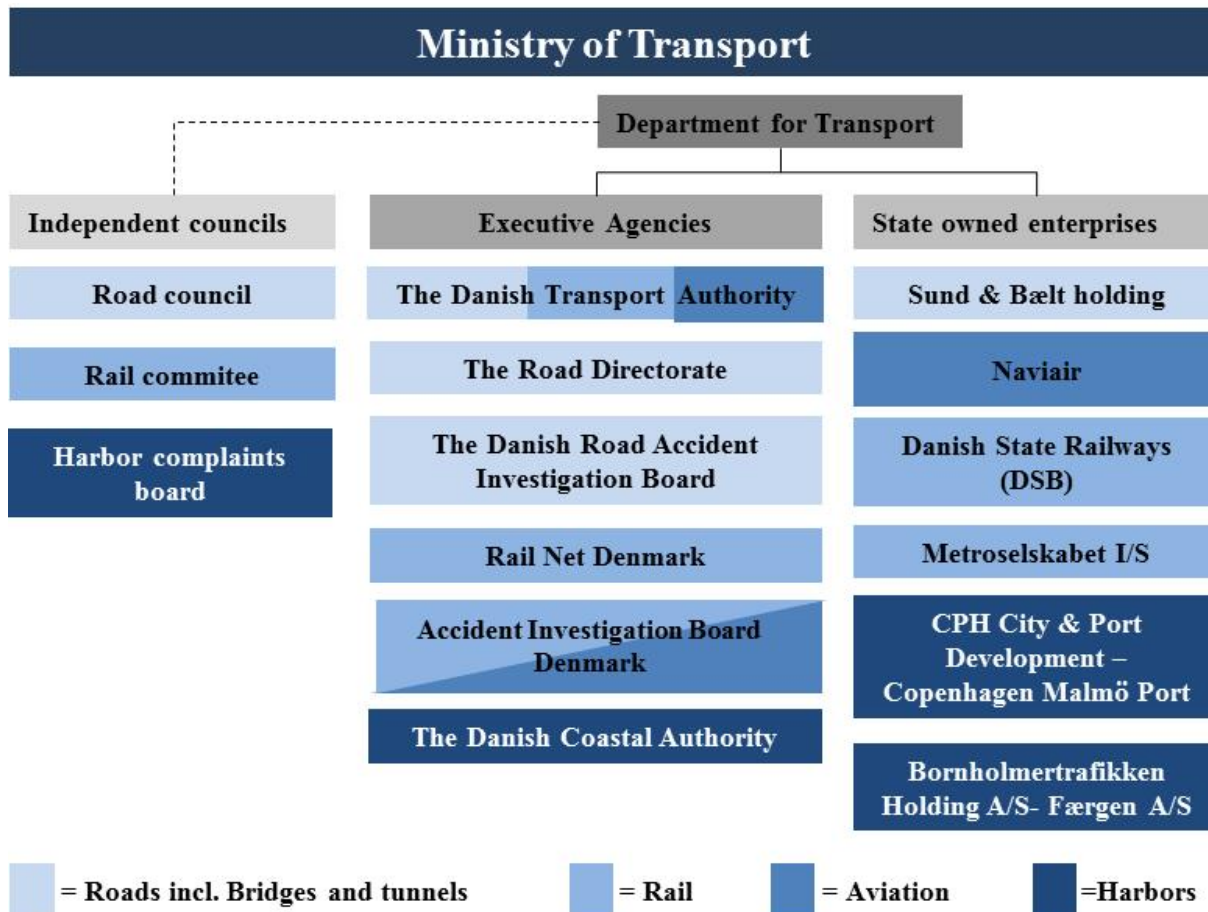 Ministry of Transport
Department for Transport
Independent councils
Road council
Rail commitee
Harbor complaints
board
Executive Agencies
The Danish Transport Authority
The Road Directorate
The Danish Road Accident
Investigation Board
Rail Net Denmark
Accident Investigation Board
Denmark
The Danish Coastal Authority
State owned enterprises
Sund & Bælt holding
Naviair
Danish State Railways
(DSB)
Metroselskabet I/S
CPH City & Port
Development –
Copenhagen Malmö Port
Bornholmertrafikken
Holding A/S- Færgen A/S
= Roads incl. Bridges and tunnels
= Rail
= Aviation
=Harbors